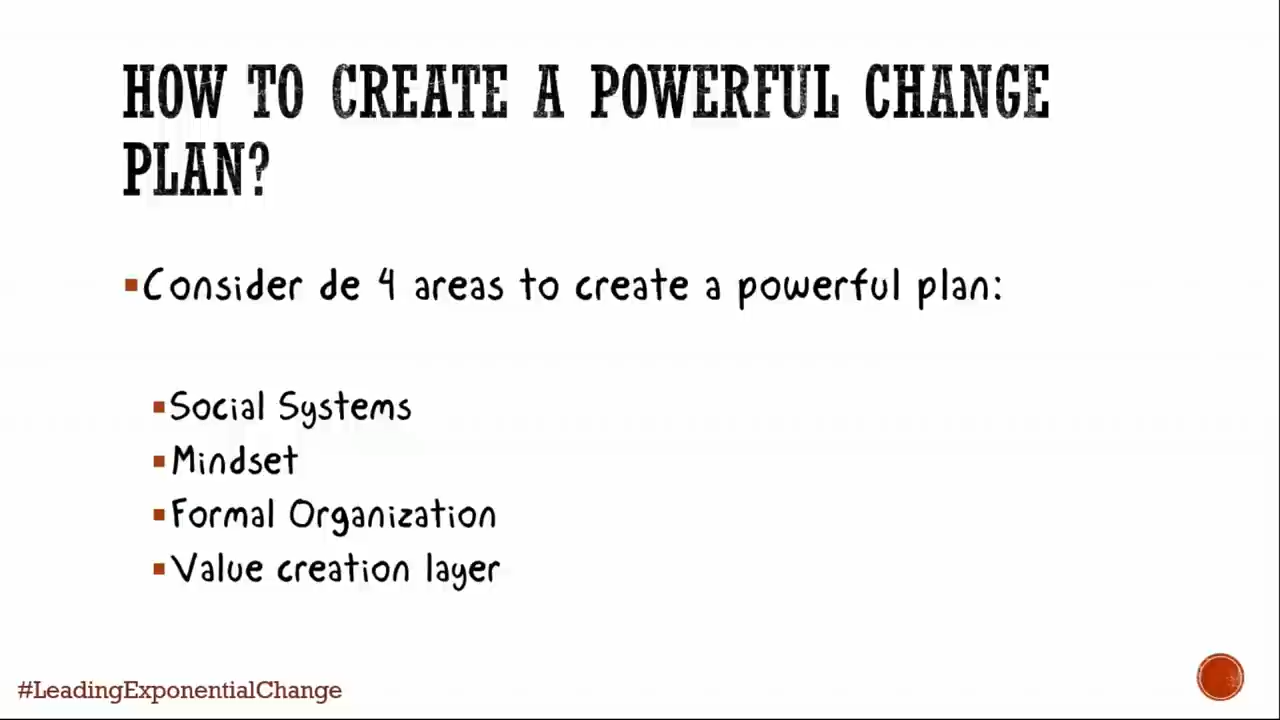 HOW TO CREATE A POWERFUL CHANGE
PLAN?
Consider de 4 areas to create a powerful plan:
Social Systems
Mindset
Formal Organization
Value creation layer
#LeadingExponentialChange